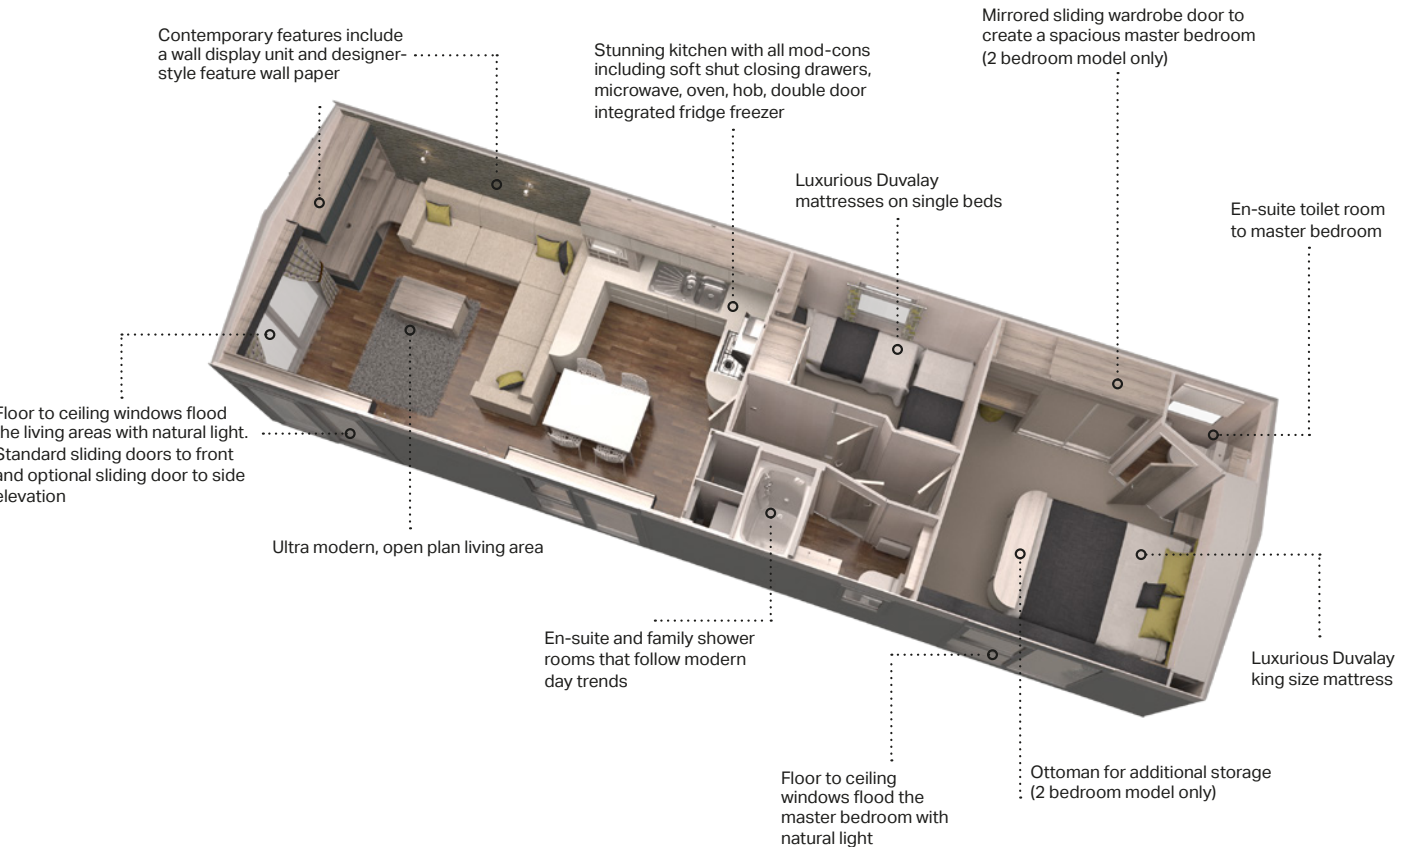 Contemporary features include
a wall display unit and designer-
style feature wall paper
Stunning kitchen with all mod-cons
including soft shut closing drawers,
microwave, oven, hob, double door
integrated fridge freezer
Mirrored sliding wardrobe door to
create a spacious master bedroom
(2 bedroom model only)
Luxurious Duvalay
mattresses on single beds
En-suite toilet room
to master bedroom
Floor to ceiling windows flood
the living areas with natural light.
Standard sliding doors to front
and optional sliding door to side
elevation
Ultra modern, open plan living area
En-suite and family shower
rooms that follow modern
day trends
Luxurious Duvalay
king size mattress
Floor to ceiling
windows flood the
master bedroom with
natural light
Ottoman for additional storage
(2 bedroom model only)